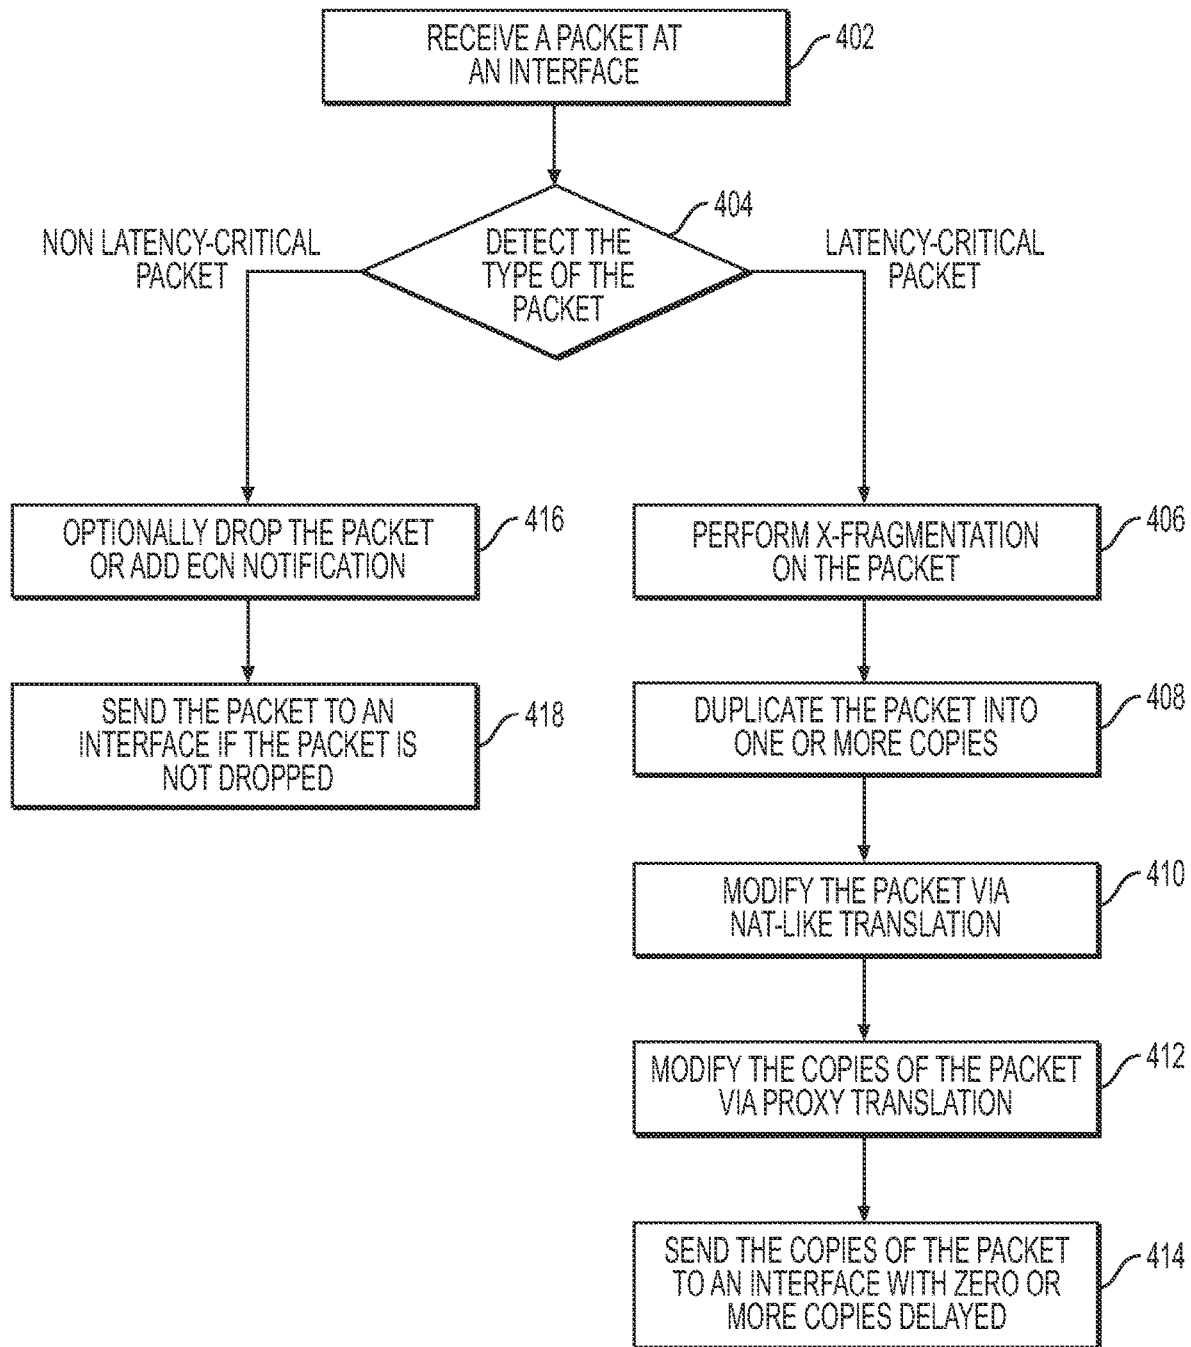 RECEIVE A PACKET AT
AN INTERFACE
402
404
DETECT THE
TYPE OF THE
PACKET
NON LATENCY-CRITICAL
PACKET
LATENCY-CRITICAL
PACKET
OPTIONALLY DROP THE PACKET
OR ADD ECN NOTIFICATION
416
SEND THE PACKET TO AN
INTERFACE IF THE PACKET IS
NOT DROPPED
418
PERFORM X-FRAGMENTATION
ON THE PACKET
406
DUPLICATE THE PACKET INTO
ONE OR MORE COPIES
408
MODIFY THE PACKET VIA
NAT-LIKE TRANSLATION
410
MODIFY THE COPIES OF THE PACKET
VIA PROXY TRANSLATION
412
SEND THE COPIES OF THE PACKET
TO AN INTERFACE WITH ZERO OR
MORE COPIES DELAYED
414